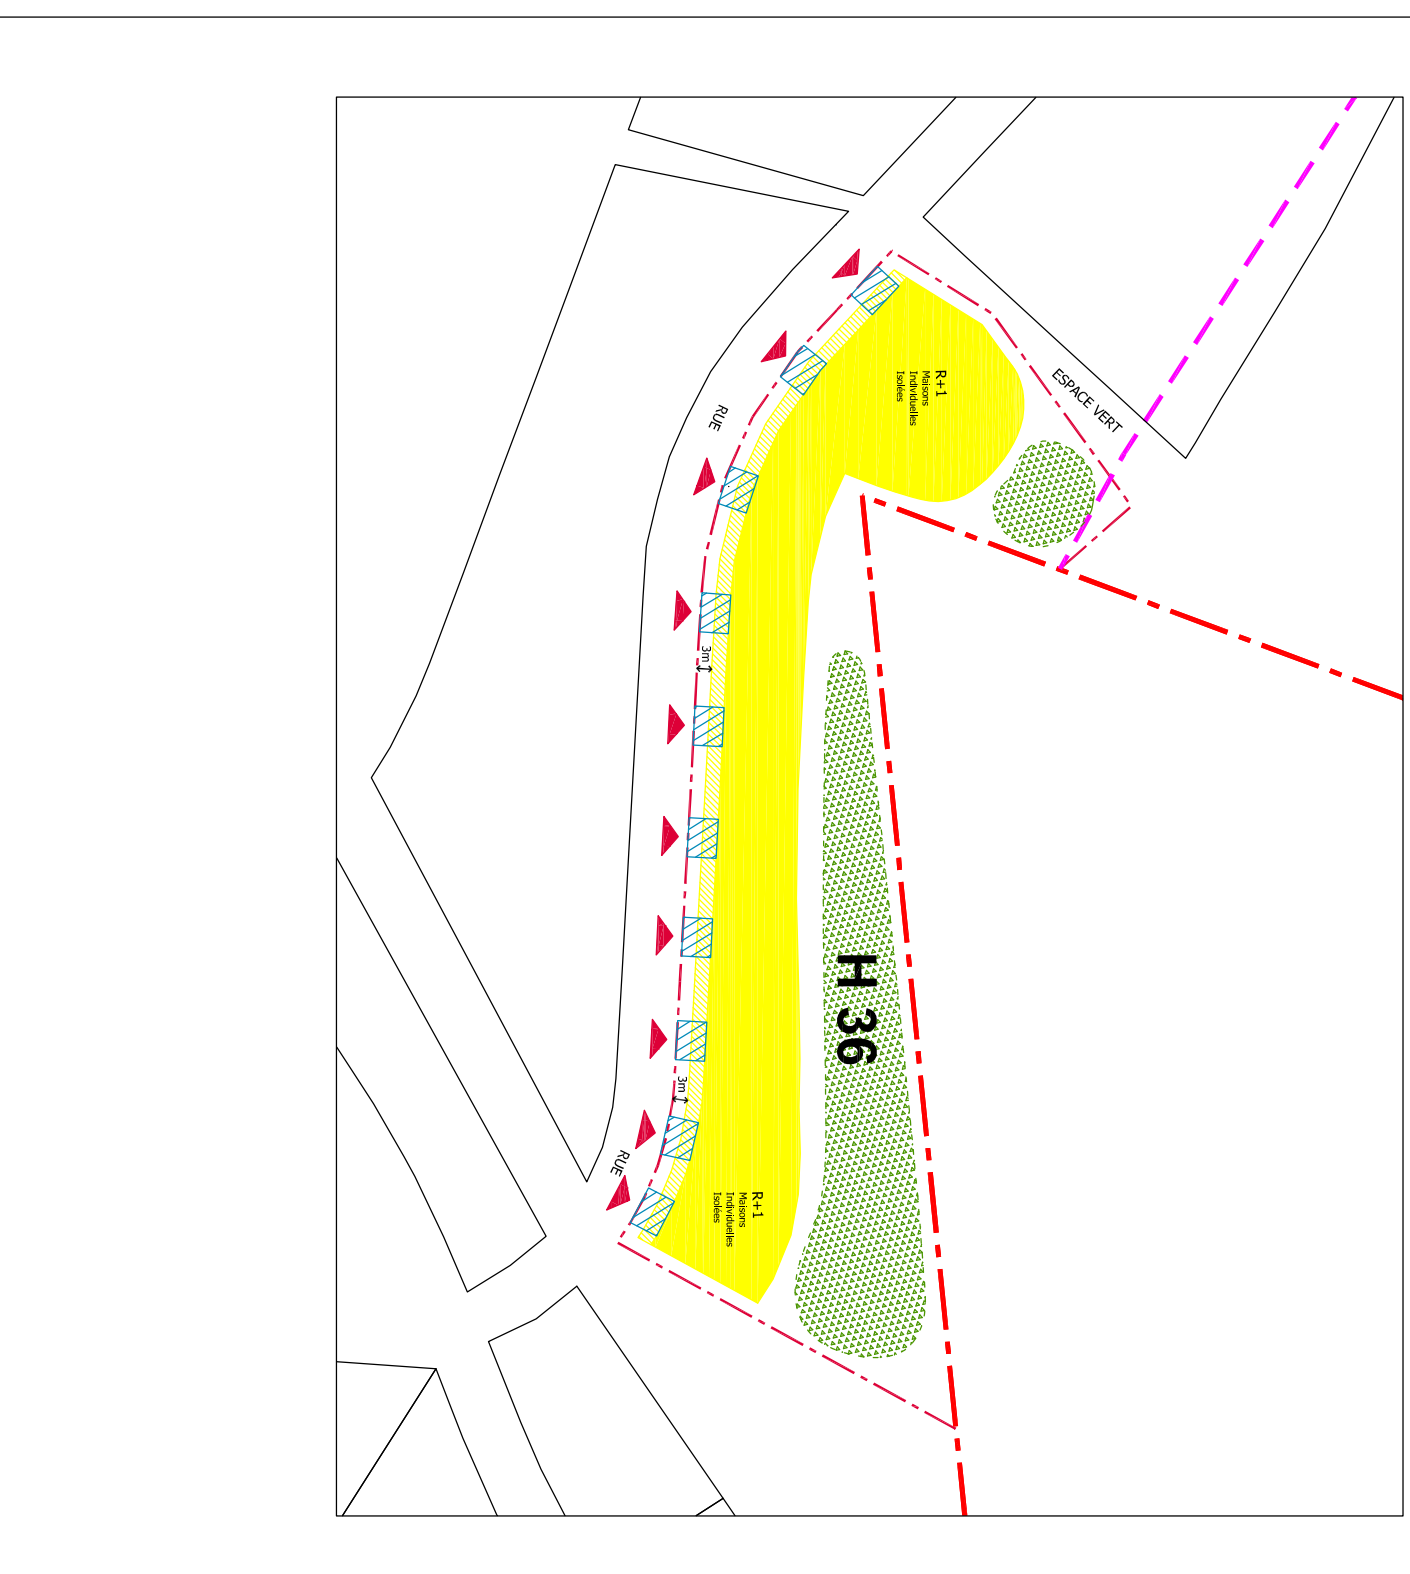 R+1
Maisons
Individuelles
Isolées
ESPACE VERT
RUE
3m
H 36
3m
RUE
R+1
Maisons
Individuelles
Isolées